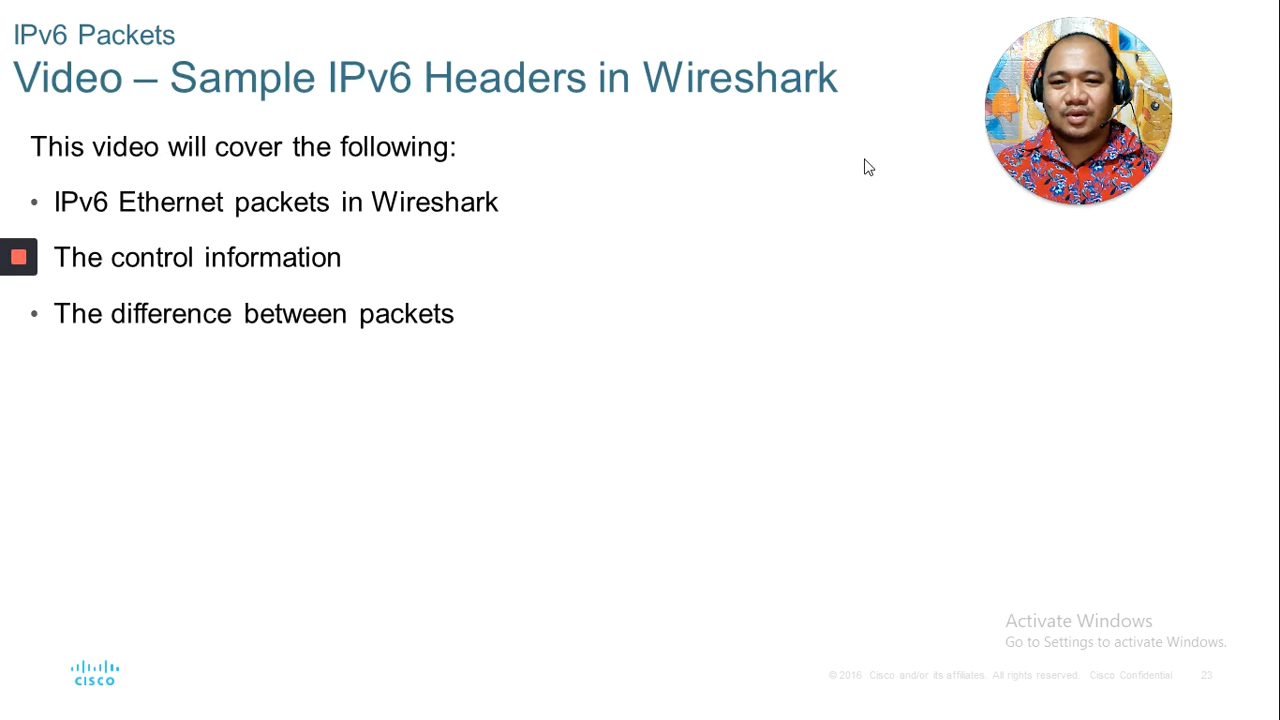 IPv6 Packets
Video – Sample IPv6 Headers in Wireshark
This video will cover the following:
• IPv6 Ethernet packets in Wireshark
The control information
• The difference between packets
Activate Windows
Go to Settings to activate Windows.
CISCO
© 2016 Cisco and/or its affiliates. All rights reserved. Cisco Confidential 23